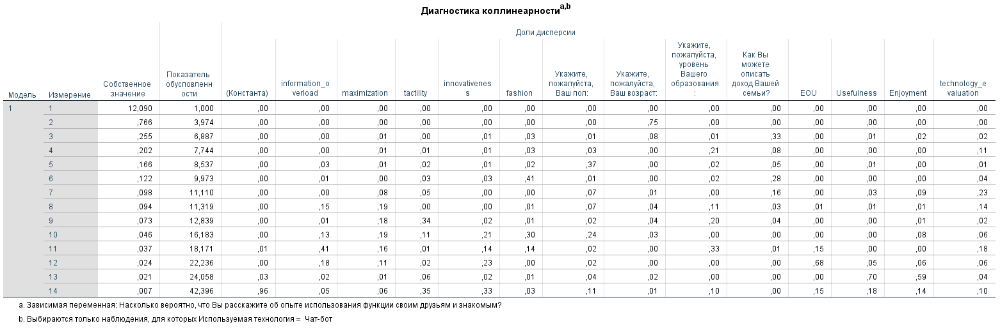 Диагностика коллинеарностиa,b
Доли дисперсии
Модель Измерение Собственное значение Показатель обусловленн ости (Константа) information_o verload maximization tactility innovativenes s fashion Укажите, пожалуйста, Ваш пол: Укажите, пожалуйста, Ваш возраст: Укажите, пожалуйста, уровень Вашего образования : Как Вы можете описать доход Вашей семьи? EOU Usefulness Enjoyment technology_e valuation
1 1 12,090 1,000 ,00 ,00 ,00 ,00 ,00 ,00 ,00 ,00 ,00 ,00 ,00 ,00 ,00 ,00
2 ,766 3,974 ,00 ,00 ,00 ,00 ,00 ,00 ,00 ,75 ,00 ,00 ,00 ,00 ,00 ,00
3 ,255 6,887 ,00 ,00 ,01 ,00 ,01 ,03 ,01 ,08 ,01 ,33 ,00 ,01 ,02 ,02
4 ,202 7,744 ,00 ,00 ,01 ,01 ,01 ,03 ,03 ,00 ,21 ,08 ,00 ,00 ,00 ,11
5 ,166 8,537 ,00 ,03 ,01 ,02 ,01 ,02 ,37 ,00 ,02 ,05 ,00 ,01 ,00 ,01
6 ,122 9,973 ,00 ,01 ,00 ,03 ,03 ,41 ,01 ,00 ,02 ,28 ,00 ,00 ,00 ,04
7 ,098 11,110 ,00 ,00 ,08 ,05 ,00 ,00 ,07 ,01 ,00 ,16 ,00 ,03 ,09 ,23
8 ,094 11,319 ,00 ,15 ,19 ,00 ,00 ,01 ,07 ,04 ,11 ,03 ,01 ,01 ,01 ,14
9 ,073 12,839 ,00 ,01 ,18 ,34 ,02 ,01 ,02 ,04 ,20 ,04 ,00 ,00 ,01 ,02
10 ,046 16,183 ,00 ,13 ,19 ,11 ,21 ,30 ,24 ,03 ,00 ,00 ,00 ,00 ,08 ,06
11 ,037 18,171 ,01 ,41 ,16 ,01 ,14 ,14 ,02 ,00 ,33 ,01 ,15 ,00 ,00 ,18
12 ,024 22,236 ,00 ,18 ,11 ,02 ,23 ,00 ,02 ,00 ,00 ,00 ,68 ,05 ,06 ,06
13 ,021 24,058 ,03 ,02 ,01 ,06 ,02 ,01 ,04 ,02 ,00 ,00 ,00 ,70 ,59 ,04
14 ,007 42,396 ,96 ,05 ,06 ,35 ,33 ,03 ,11 ,01 ,10 ,00 ,15 ,18 ,14 ,10
a. Зависимая переменная: Насколько вероятно, что Вы расскажите об опыте использования функции своим друзьям и знакомым?
b. Выбираются только наблюдения, для которых Используемая технология = Чат-бот